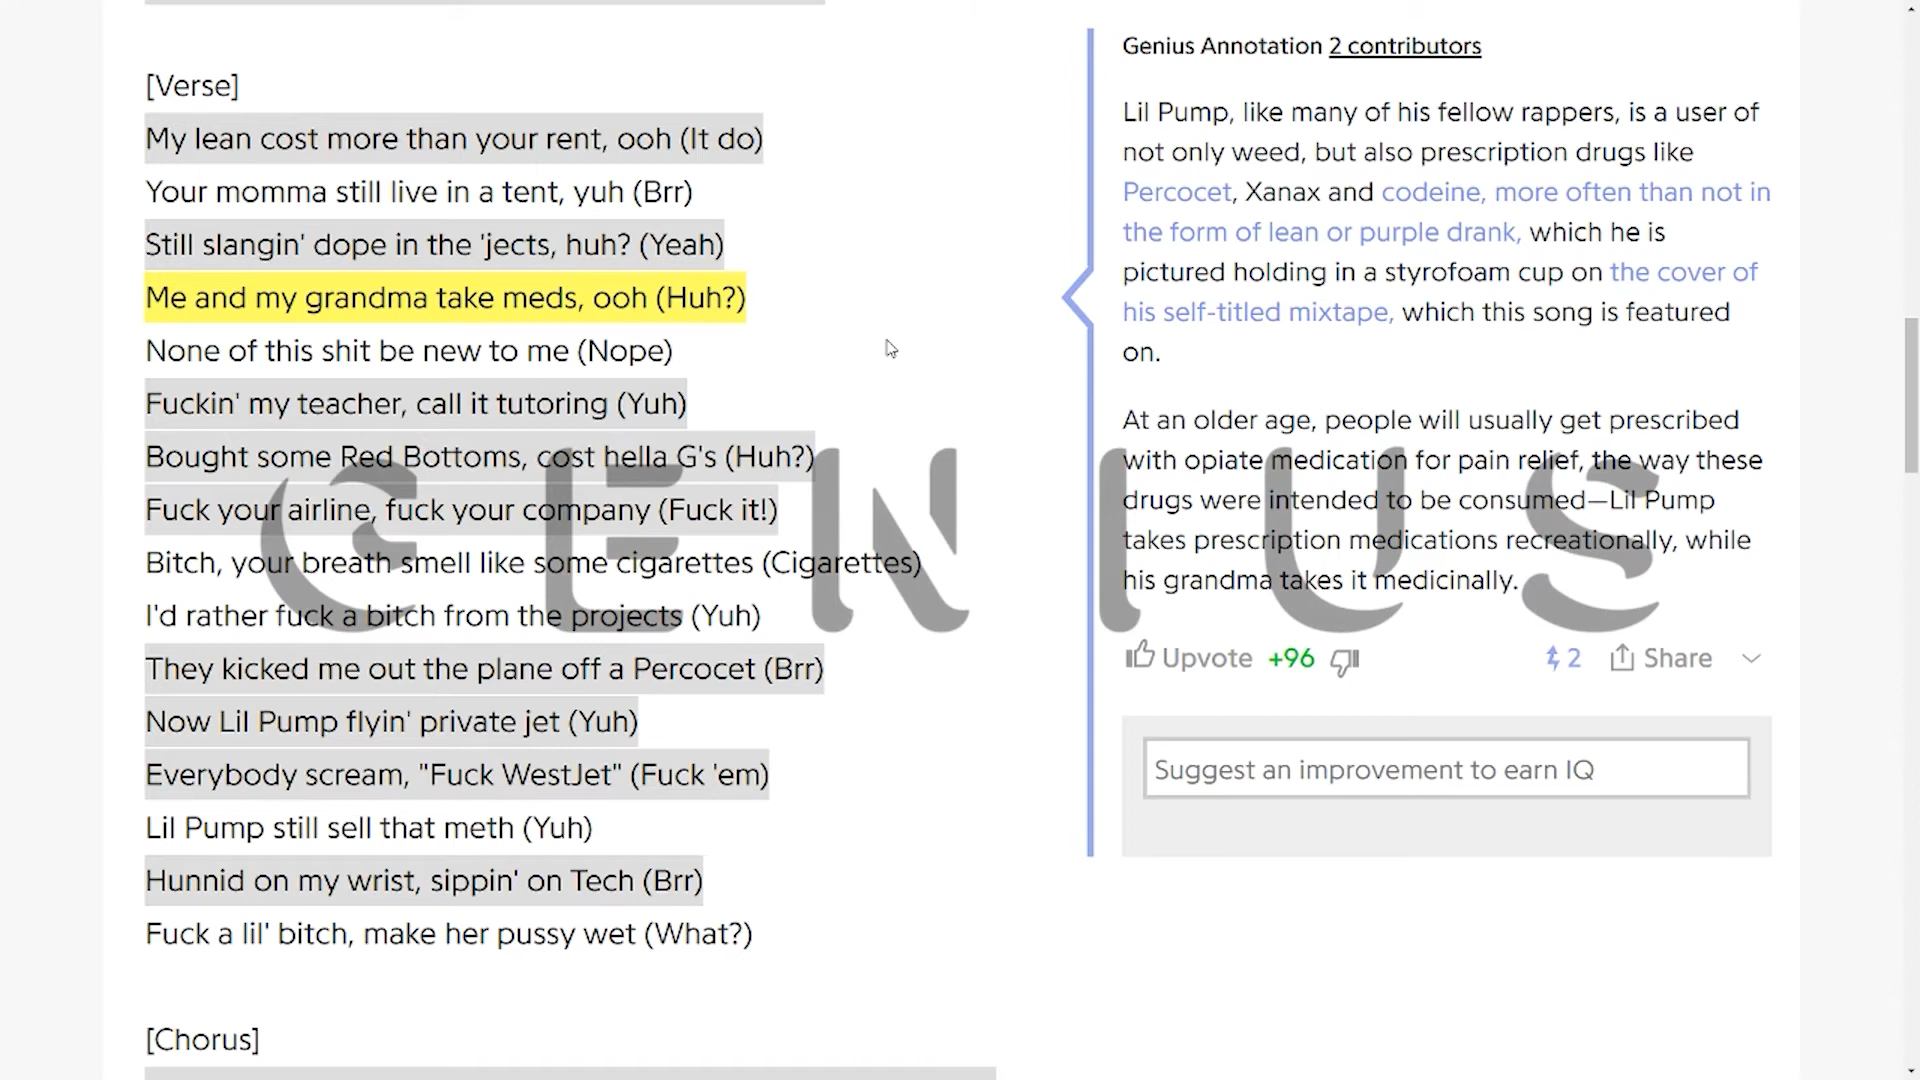 [Verse]
My lean cost more than your rent, ooh (It do)
Your momma still live in a tent, yuh (Brr)
Still slangin' dope in the 'jects, huh? (Yeah)
Me and my grandma take meds, ooh (Huh?)
None of this shit be new to me (Nope)
Fuckin' my teacher, call it tutoring (Yuh)
Bought some Red Bottoms, cost hella G's (Huh?)
Fuck your airline, fuck your company (Fuck it!)
Bitch, your breath smell like some cigarettes (Cigarettes)
I'd rather fuck a bitch from the projects (Yuh)
They kicked me out the plane off a Percocet (Brr)
Now Lil Pump flyin' private jet (Yuh)
Everybody scream, "Fuck WestJet" (Fuck 'em)
Lil Pump still sell that meth (Yuh)
Hunnid on my wrist, sippin' on Tech (Brr)
Fuck a lil' bitch, make her pussy wet (What?)
[Chorus]
Genius Annotation 2 contributors
Lil Pump, like many of his fellow rappers, is a user of
not only weed, but also prescription drugs like
Percocet, Xanax and codeine, more often than not in
the form of lean or purple drank, which he is
pictured holding in a styrofoam cup on the cover of
his self-titled mixtape, which this song is featured
on.
At an older age, people will usually get prescribed
with opiate medication for pain relief, the way these
drugs were intended to be consumed—Lil Pump
takes prescription medications recreationally, while
his grandma takes it medicinally.
Upvote +96 2 Share
Suggest an improvement to earn IQ
GENIUS